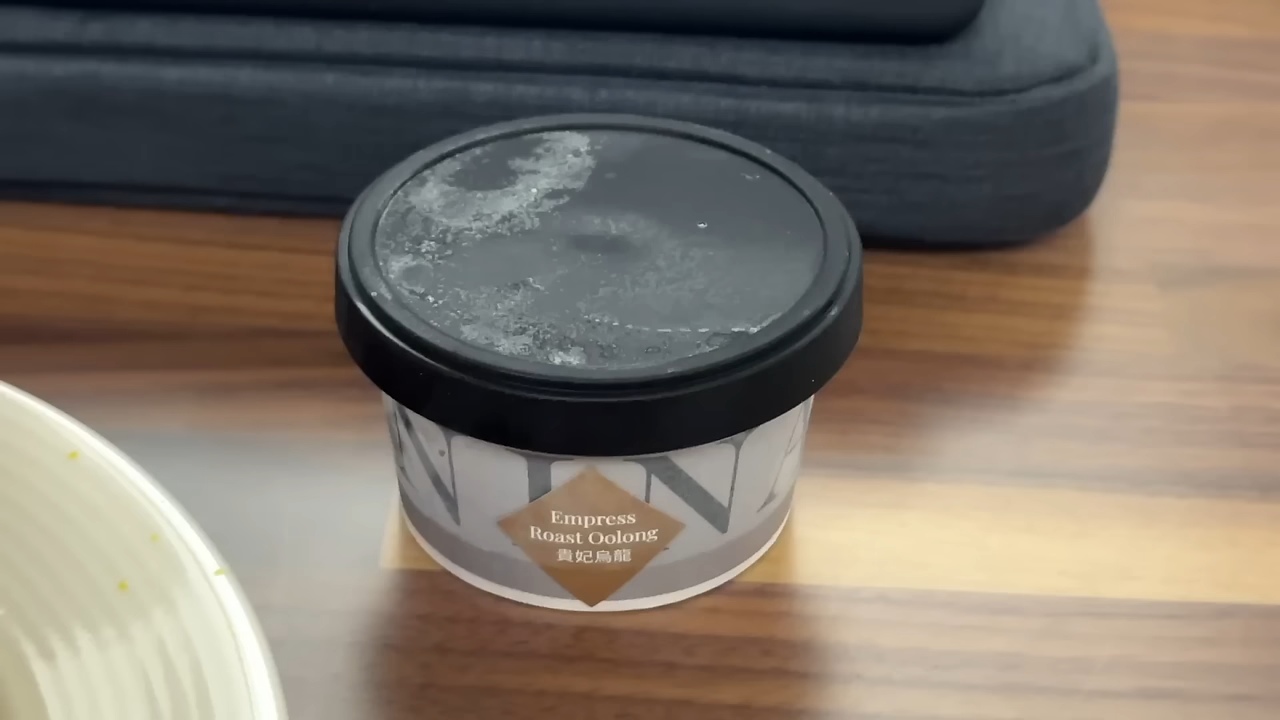 Empress
Roast Oolong
貴妃烏龍